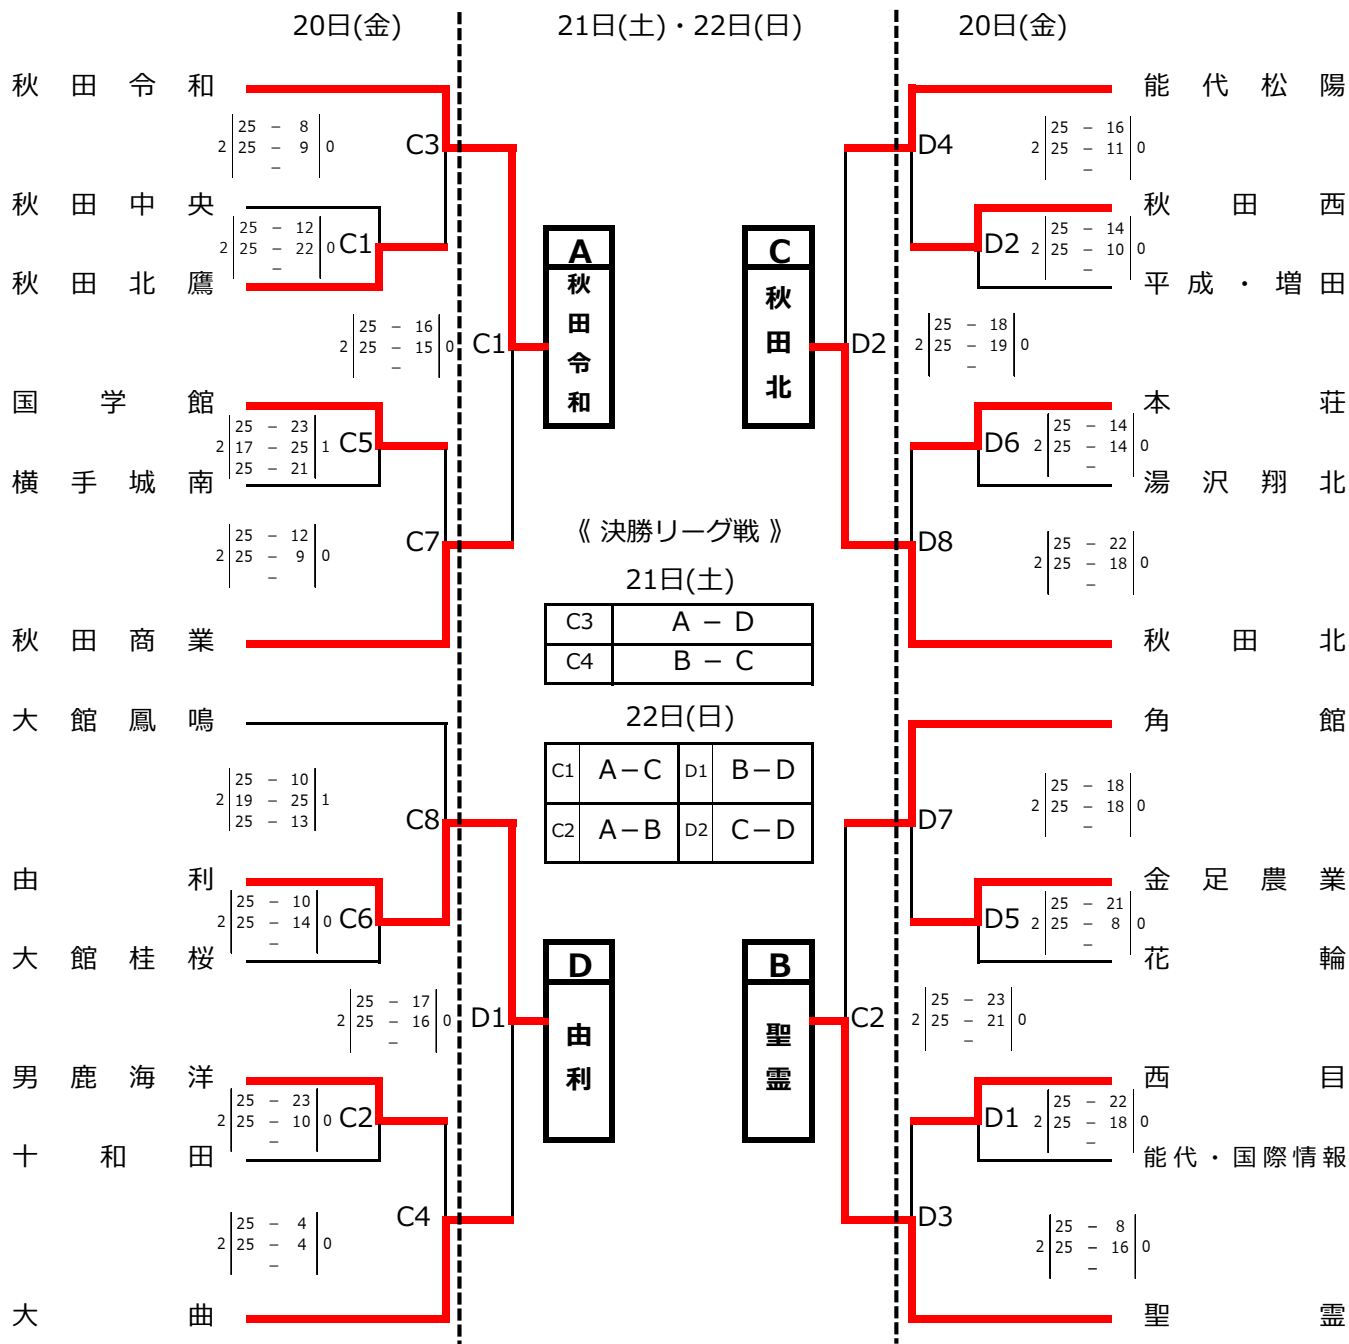 20日(金) 21日(土)・22日(日) 20日(金)
秋田令和 能代松陽
25 － 8
2 25 － 9 0
－
C3
D4
25 － 16
2 25 － 11 0
－
秋田中央 秋田西
25 － 12
2 25 － 22 0
－
C1
D2
25 － 14
2 25 － 10 0
－
秋田北鷹 平成・増田
A
秋田令和
C
秋田北
25 － 16
2 25 － 15 0
－
C1
D2
25 － 18
2 25 － 19 0
－
国学館 本荘
25 － 23
2 17 － 25 1
25 － 21
C5
D6
25 － 14
2 25 － 14 0
－
横手城南 湯沢翔北
25 － 12
2 25 － 9 0
－
C7
D8
25 － 22
2 25 － 18 0
－
秋田商業 秋田北
《 決勝リーグ戦 》
21日(土)
C3 A － D
C4 B － C
22日(日)
C1 A－C D1 B－D
C2 A－B D2 C－D
大館鳳鳴 角館
25 － 10
2 19 － 25 1
25 － 13
C8
D7
25 － 18
2 25 － 18 0
－
由利 金足農業
25 － 10
2 25 － 14 0
－
C6
D5
25 － 21
2 25 － 8 0
－
大館桂桜 花輪
D
由利
B
聖霊
25 － 17
2 25 － 16 0
－
D1
C2
25 － 23
2 25 － 21 0
－
男鹿海洋 西目
25 － 23
2 25 － 10 0
－
C2
D1
25 － 22
2 25 － 18 0
－
十和田 能代・国際情報
25 － 4
2 25 － 4 0
－
C4
D3
25 － 8
2 25 － 16 0
－
大曲 聖霊